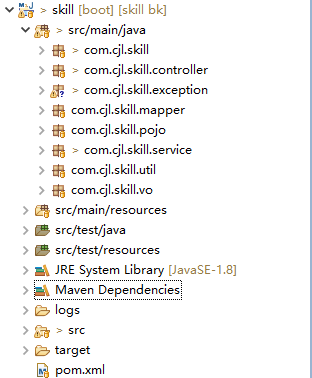 > skill [boot] [skill bk]
> src/main/java
> com.cjl.skill
> com.cjl.skill.controller
> com.cjl.skill.exception
com.cjl.skill.mapper
com.cjl.skill.pojo
> com.cjl.skill.service
com.cjl.skill.util
com.cjl.skill.vo
src/main/resources
src/test/java
src/test/resources
JRE System Library [JavaSE-1.8]
Maven Dependencies
logs
> src
target
pom.xml